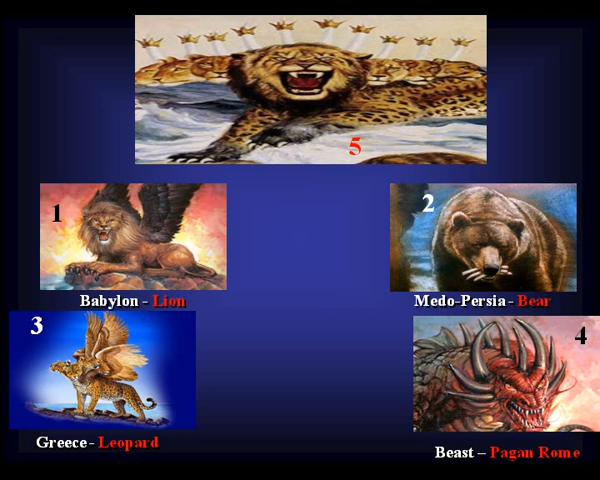 5
1
2
Babylon - Lion
Medo-Persia - Bear
3
4
Greece - Leopard
Beast – Pagan Rome